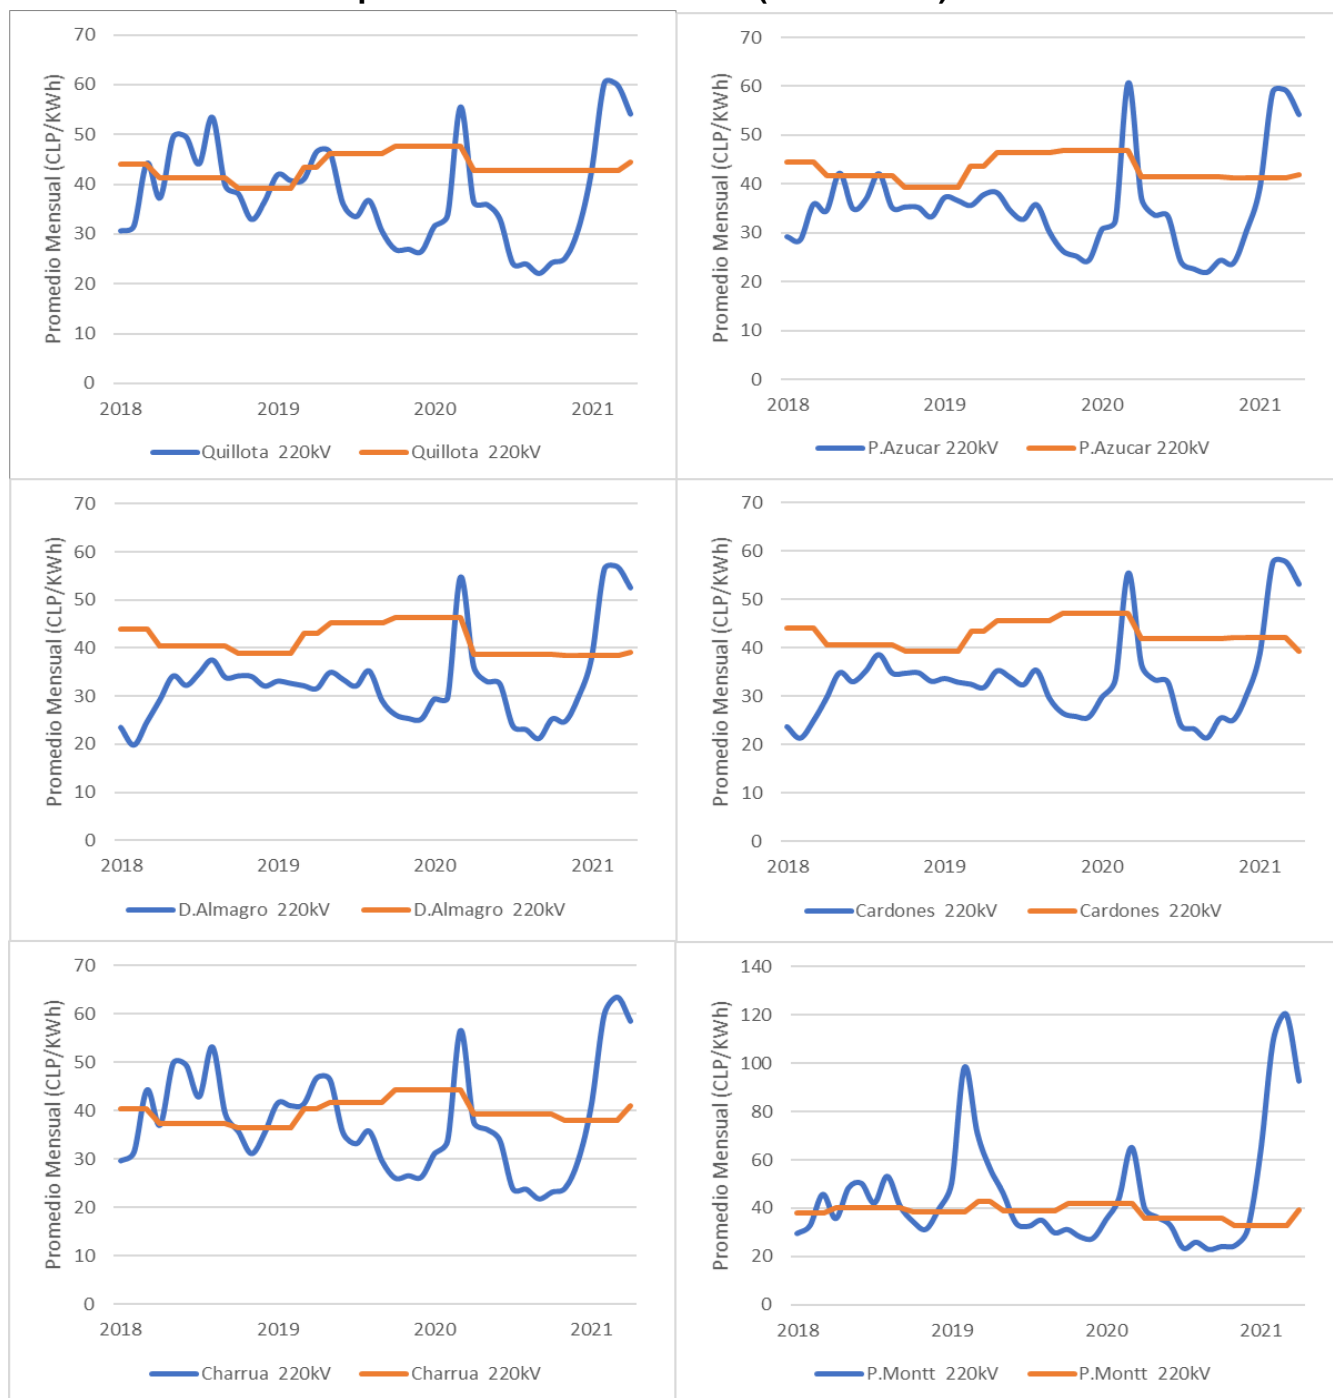 Promedio Mensual (CLP/KWh)
70
60
50
40
30
20
10
0
2018 2019 2020 2021
Quillota 220kV Quillota 220kV
Promedio Mensual (CLP/KWh)
70
60
50
40
30
20
10
0
2018 2019 2020 2021
P.Azucar 220kV P.Azucar 220kV
Promedio Mensual (CLP/KWh)
70
60
50
40
30
20
10
0
2018 2019 2020 2021
D.Almagro 220kV D.Almagro 220kV
Promedio Mensual (CLP/KWh)
70
60
50
40
30
20
10
0
2018 2019 2020 2021
Cardones 220kV Cardones 220kV
Promedio Mensual (CLP/KWh)
70
60
50
40
30
20
10
0
2018 2019 2020 2021
Charrua 220kV Charrua 220kV
Promedio Mensual (CLP/KWh)
140
120
100
80
60
40
20
0
2018 2019 2020 2021
P.Montt 220kV P.Montt 220kV